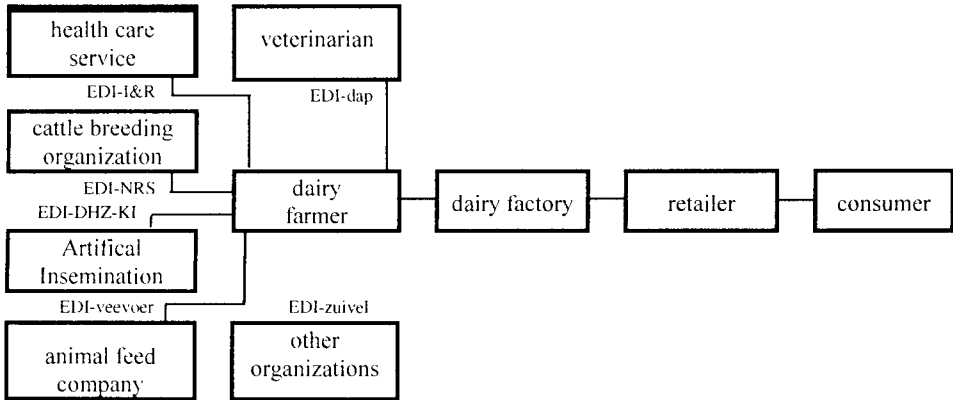 health care
service
veterinarian
EDI-I&R
EDI-dap
cattle breeding
organization
EDI-NRS
EDI-DHZ-KI
dairy
farmer
dairy factory
retailer
consumer
Artifical
Insemination
EDI-veevoer
EDI-zuivel
animal feed
company
other
organizations